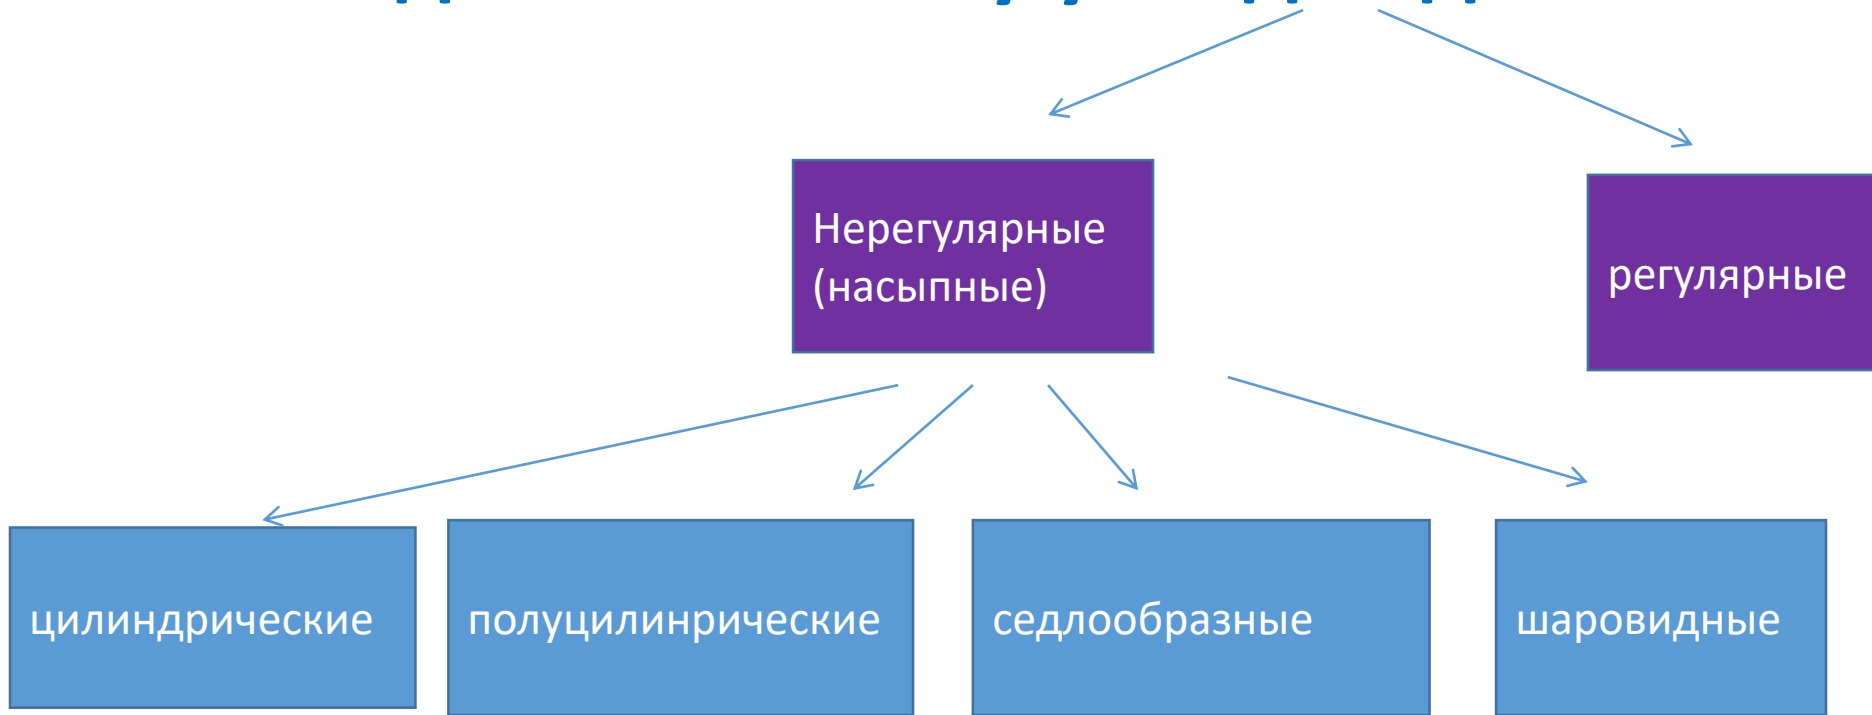 Нерегулярные
(насыпные)
регулярные
цилиндрические
полуцилинрические
седлообразные
шаровидные